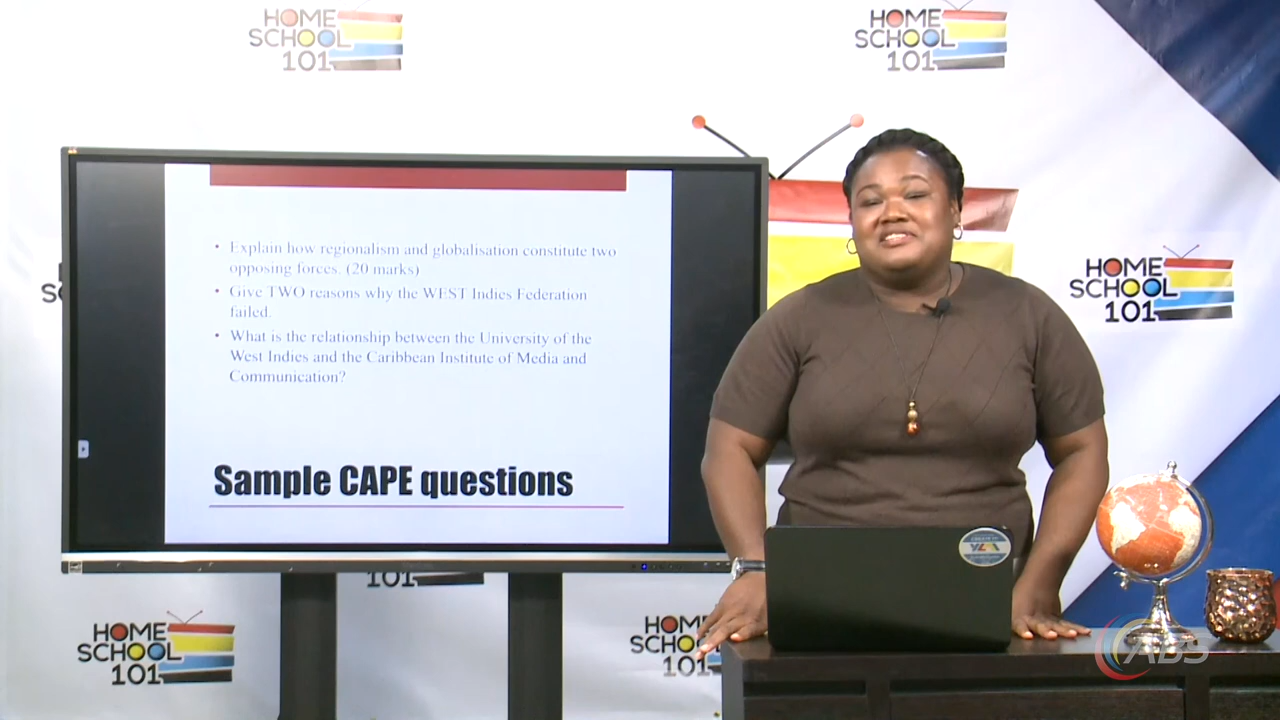 HOME
SCHOOL
101
HOME
SCHOOL
101
• Explain how regionalism and globalisation constitute two
opposing forces. (20 marks)
• Give TWO reasons why the WEST Indies Federation
failed.
• What is the relationship between the University of the
West Indies and the Caribbean Institute of Media and
Communication?
Sample CAPE questions
HOME
SCHOOL
101
101
HOME
SCHOOL
101
HOME
SCHOOL
101
ABS